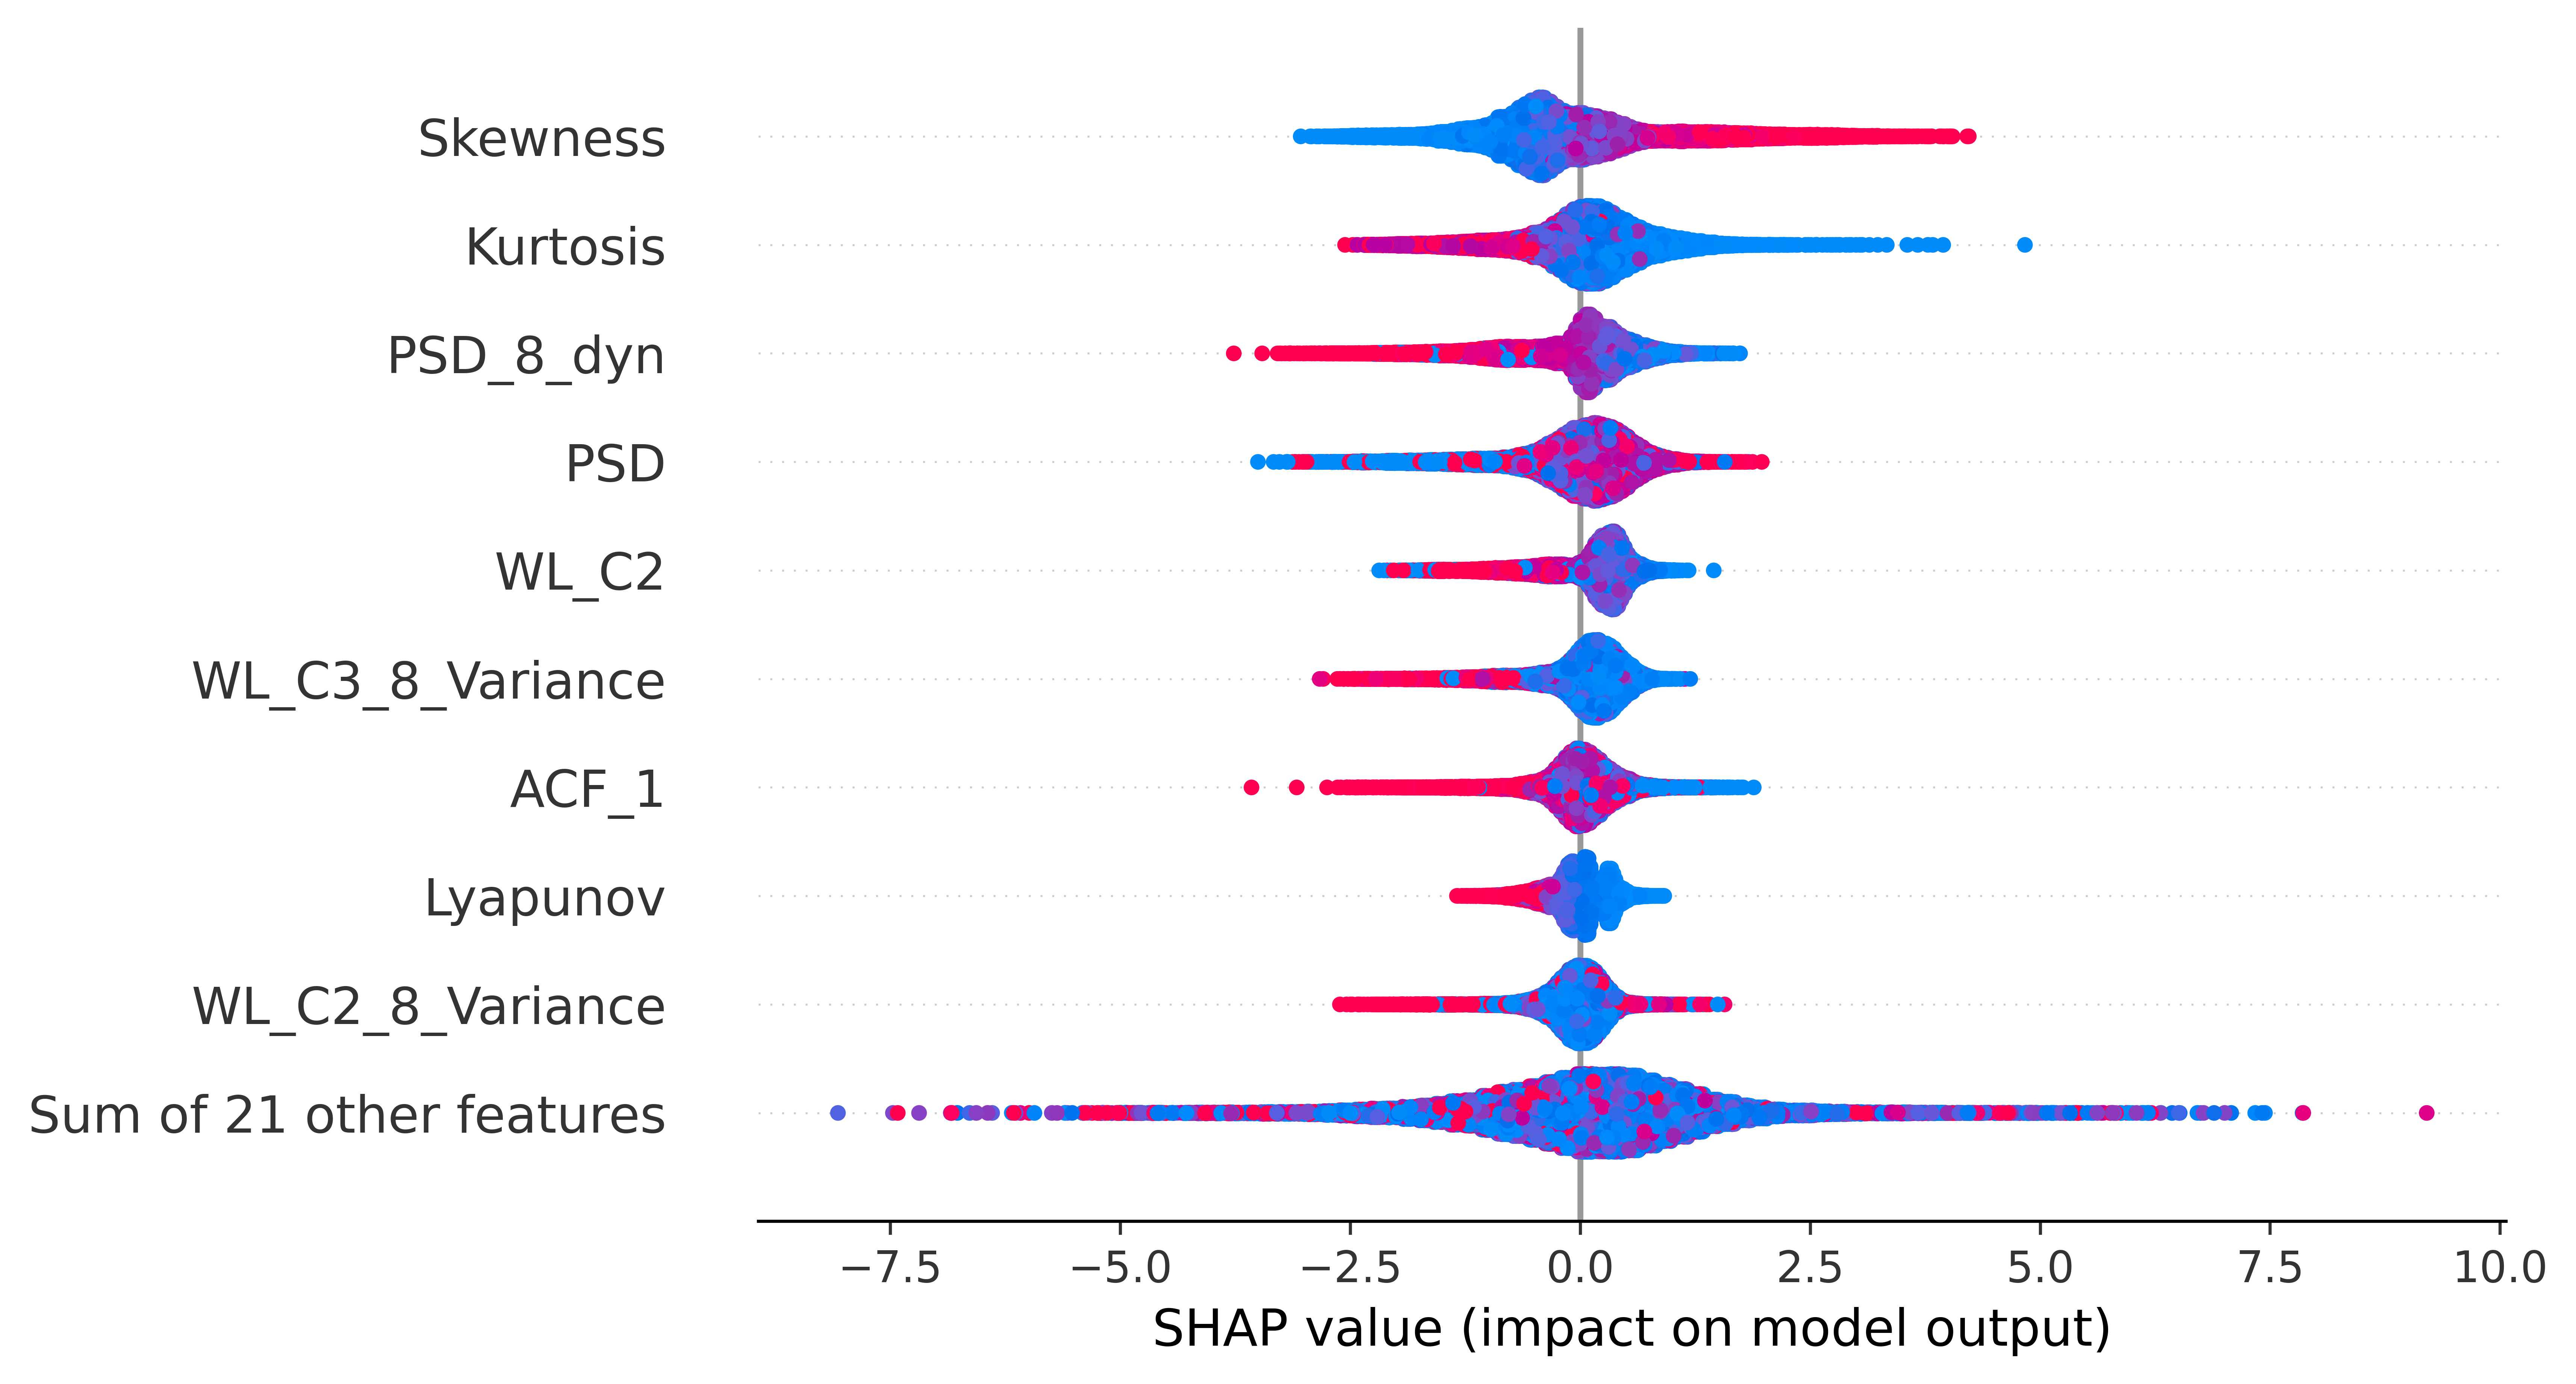 Skewness
Kurtosis
PSD_8_dyn
PSD
WL_C2
WL_C3_8_Variance
ACF_1
Lyapunov
WL_C2_8_Variance
Sum of 21 other features
−7.5 −5.0 −2.5 0.0 2.5 5.0 7.5 10.0
SHAP value (impact on model output)